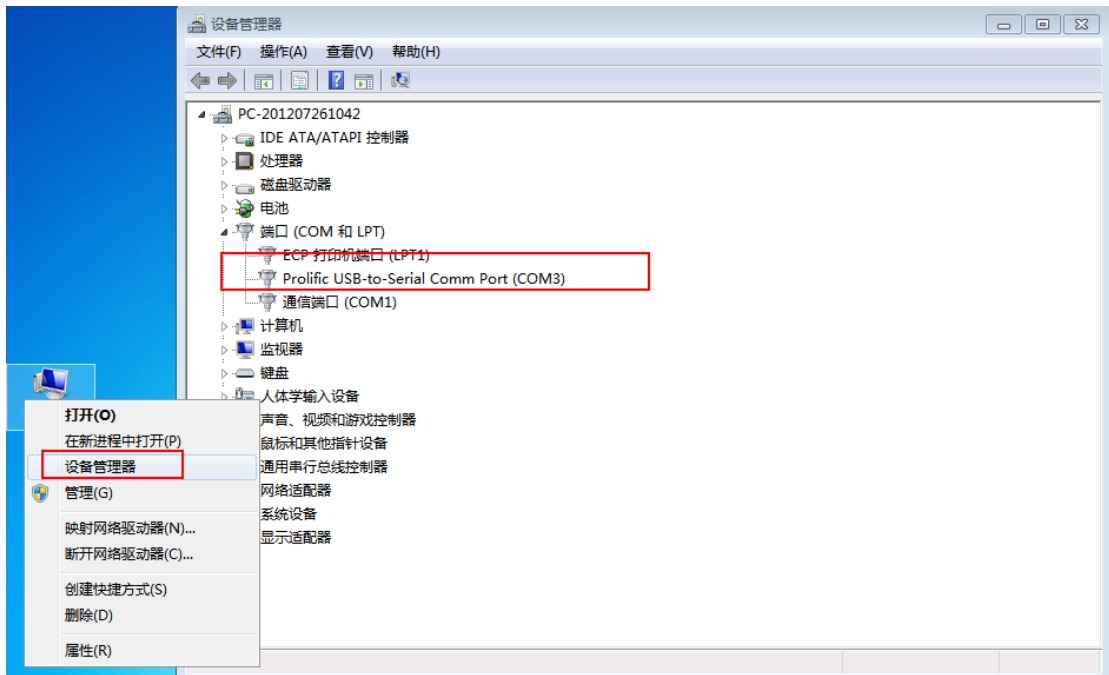 设备管理器
文件(F) 操作(A) 查看(V) 帮助(H)
PC-201207261042
IDE ATA/ATAPI 控制器
处理器
磁盘驱动器
电池
端口 (COM 和 LPT)
ECP 打印机端口 (LPT1)
Prolific USB-to-Serial Comm Port (COM3)
通信端口 (COM1)
计算机
监视器
键盘
人体学输入设备
声音、视频和游戏控制器
鼠标和其他指针设备
通用串行总线控制器
网络适配器
系统设备
显示适配器
打开(O)
在新进程中打开(P)
设备管理器
管理(G)
映射网络驱动器(N)...
断开网络驱动器(C)...
创建快捷方式(S)
删除(D)
属性(R)